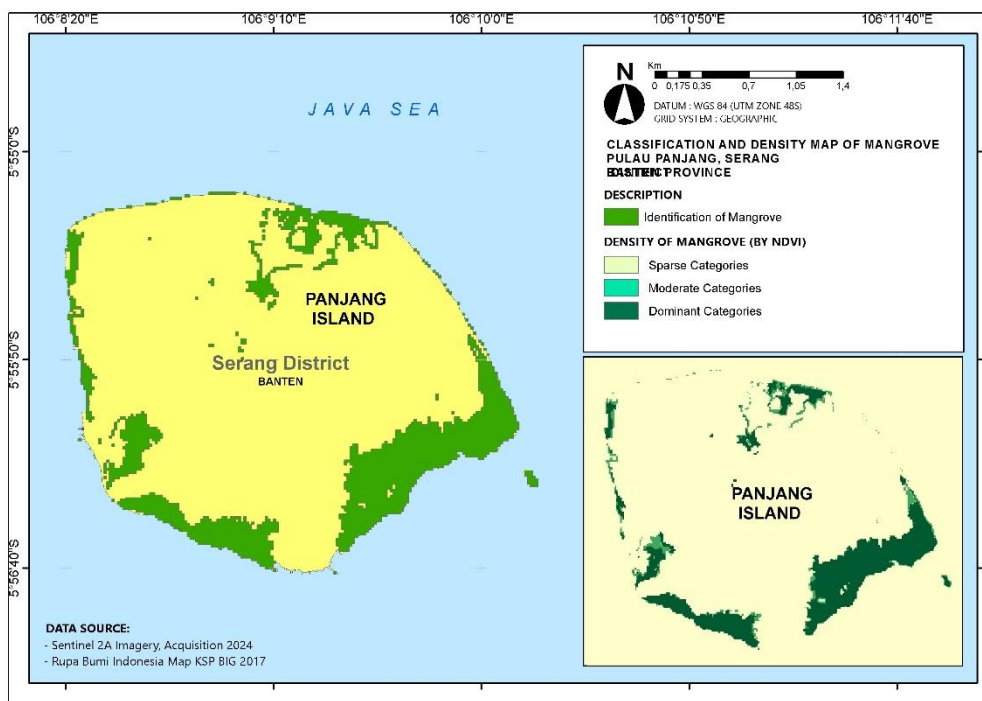 106°8'20"E 106°9'10"E 106°10'0"E 106°10'50"E 106°11'40"E
5°55'0"S
5°55'50"S
5°56'40"S
JAVA SEA
PANJANG
ISLAND
Serang District
BANTEN
DATA SOURCE:
- Sentinel 2A Imagery, Acquisition 2024
- Rupa Bumi Indonesia Map KSP BIG 2017
N
Km
0 0,175 0,35 0,7 1,05 1,4
DATUM : WGS 84 (UTM ZONE 48S)
GRID SYSTEM : GEOGRAPHIC
CLASSIFICATION AND DENSITY MAP OF MANGROVE
PULAU PANJANG, SERANG
DISTRICT
BANTEN PROVINCE
DESCRIPTION
Identification of Mangrove
DENSITY OF MANGROVE (BY NDVI)
Sparse Categories
Moderate Categories
Dominant Categories
PANJANG
ISLAND